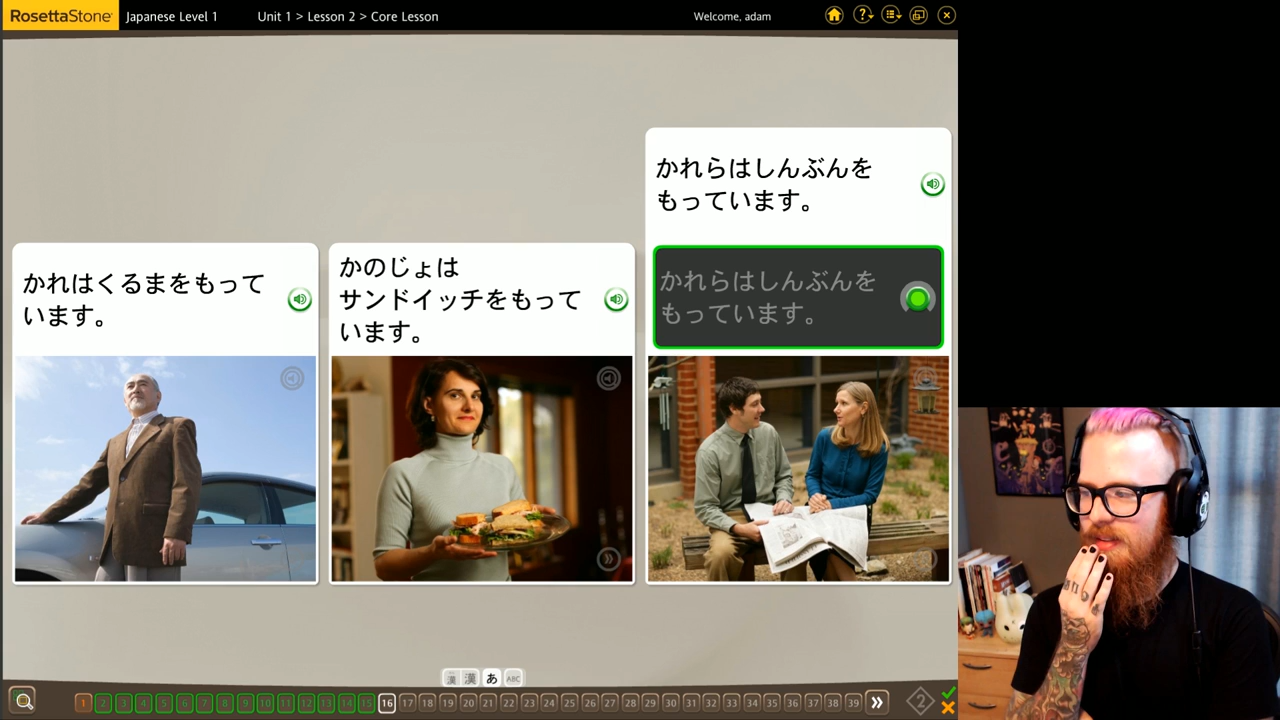 RosettaStone
Japanese Level 1
Unit 1 > Lesson 2 > Core Lesson
Welcome, adam
かれらはしんぶんを
もっています。
かれはくるまをもって
います。
かのじょは
サンドイッチをもって
います。
かれらはしんぶんを
もっています。
漢 漢 あ ABC
1 2 3 4 5 6 7 8 9 10 11 12 13 14 15 16 17 18 19 20 21 22 23 24 25 26 27 28 29 30 31 32 33 34 35 36 37 38 39
2